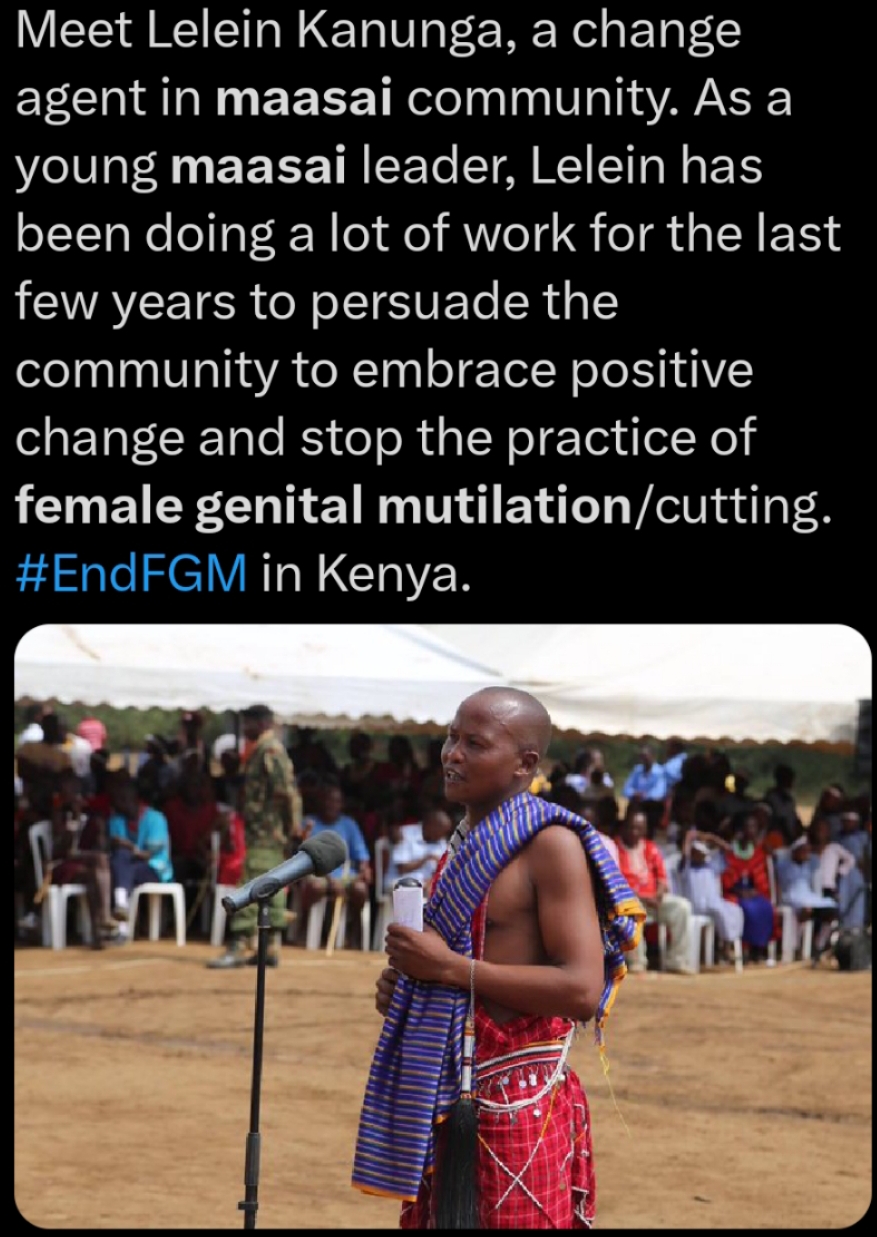 Meet Lelein Kanunga, a change
agent in maasai community. As a
young maasai leader, Lelein has
been doing a lot of work for the last
few years to persuade the
community to embrace positive
change and stop the practice of
female genital mutilation/cutting.
#EndFGM in Kenya.